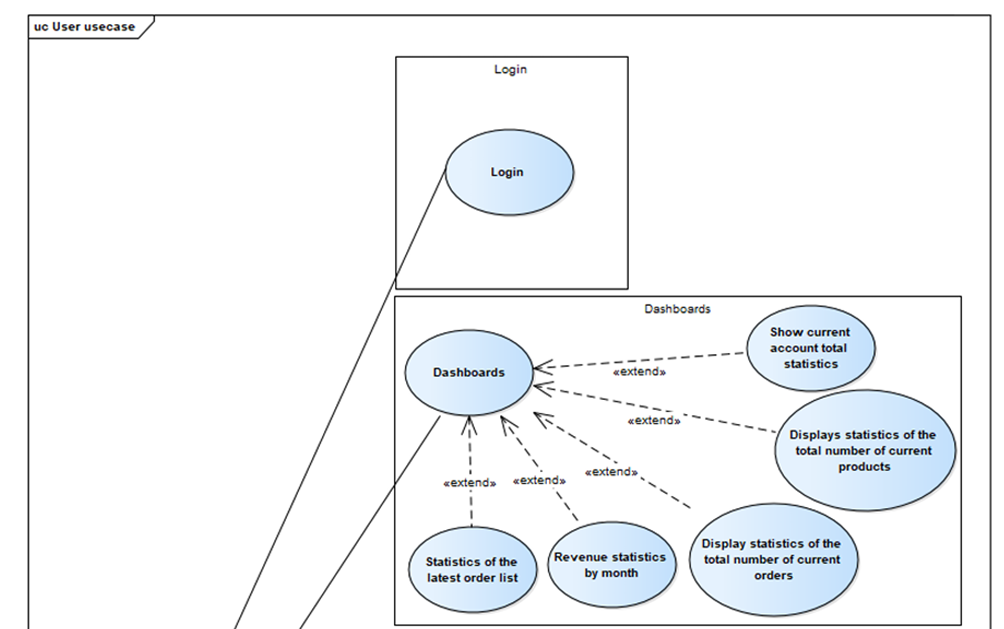 uc User usecase
Login
Login
Dashboards
Dashboards
Show current
account total
statistics
«extend»
Displays statistics of the
total number of current
products
«extend»
«extend»
«extend»
«extend»
Statistics of the
latest order list
Revenue statistics
by month
Display statistics of the
total number of current
orders